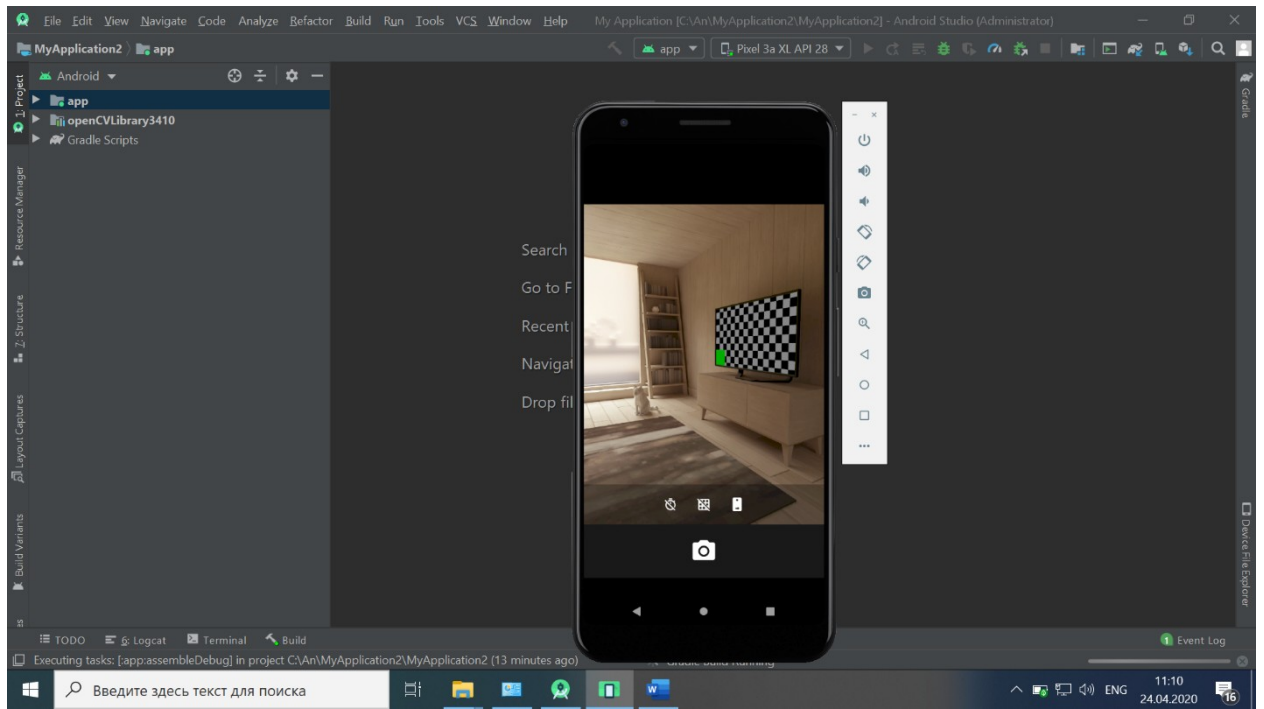 File Edit View Navigate Code Analyze Refactor Build Run Tools VCS Window Help My Application [C:\An\MyApplication2\MyApplication2] - Android Studio (Administrator)
MyApplication2 app app Pixel 3a XL API 28
1: Project
Android
Gradle
app
openCVLibrary3410
Gradle Scripts
Resource Manager
Search
Go to F
Recent
Navigat
Drop fil
Z: Structure
Layout Captures
Build Variants
Device File Explorer
TODO 6: Logcat Terminal Build 1 Event Log
Executing tasks: [:app:assembleDebug] in project C:\An\MyApplication2\MyApplication2 (13 minutes ago) Gradle Build Running
Введите здесь текст для поиска ENG 11:10
24.04.2020 16